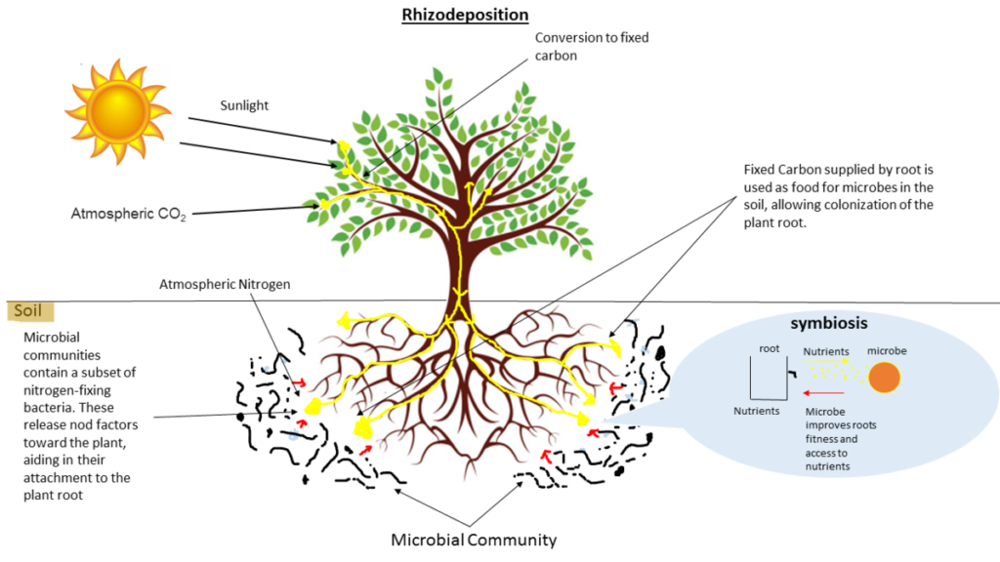 Rhizodeposition
Conversion to fixed
carbon
Sunlight
Fixed Carbon supplied by root is
used as food for microbes in the
soil, allowing colonization of the
plant root.
Atmospheric CO₂
Atmospheric Nitrogen
Soil
Microbial
communities
contain a subset of
nitrogen-fixing
bacteria. These
release nod factors
toward the plant,
aiding in their
attachment to the
plant root
symbiosis
root
Nutrients
microbe
Nutrients
Microbe
improves roots
fitness and
access to
nutrients
Microbial Community